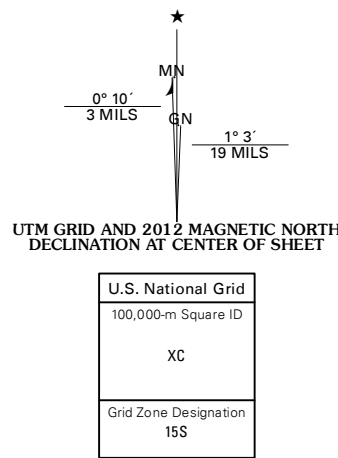 ★
MN
0° 10´
3 MILS
GN
1° 3´
19 MILS
UTM GRID AND 2012 MAGNETIC NORTH
DECLINATION AT CENTER OF SHEET
U.S. National Grid
100,000-m Square ID
XC
Grid Zone Designation
15S